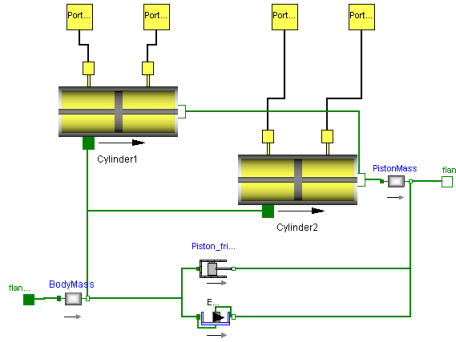 Port... Port... Port... Port...
Cylinder1
PistonMass
flan
Cylinder2
Piston_fri...
BodyMass
flan...
E...